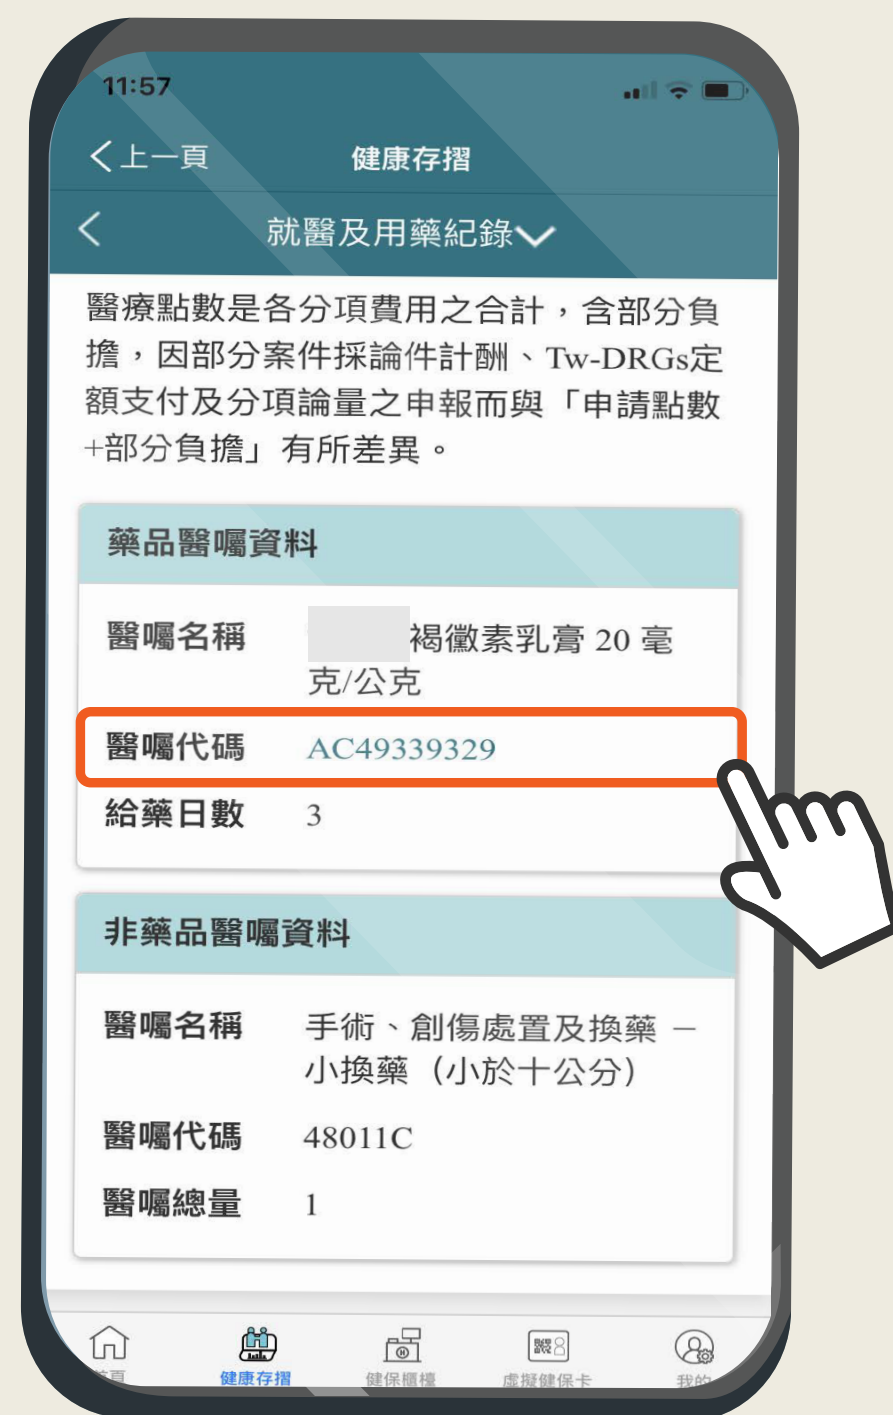 11:57
上一頁 健康存摺
就醫及用藥紀錄
醫療點數是各分項費用之合計，含部分負
擔，因部分案件採論件計酬、Tw-DRGs定
額支付及分項論量之申報而與「申請點數
+部分負擔」有所差異。
藥品醫囑資料
醫囑名稱 褐黴素乳膏 20 毫
克/公克
醫囑代碼 AC49339329
給藥日數 3
非藥品醫囑資料
醫囑名稱 手術、創傷處置及換藥 －
小換藥（小於十公分）
醫囑代碼 48011C
醫囑總量 1
首頁 健康存摺 健保櫃檯 虛擬健保卡 我的